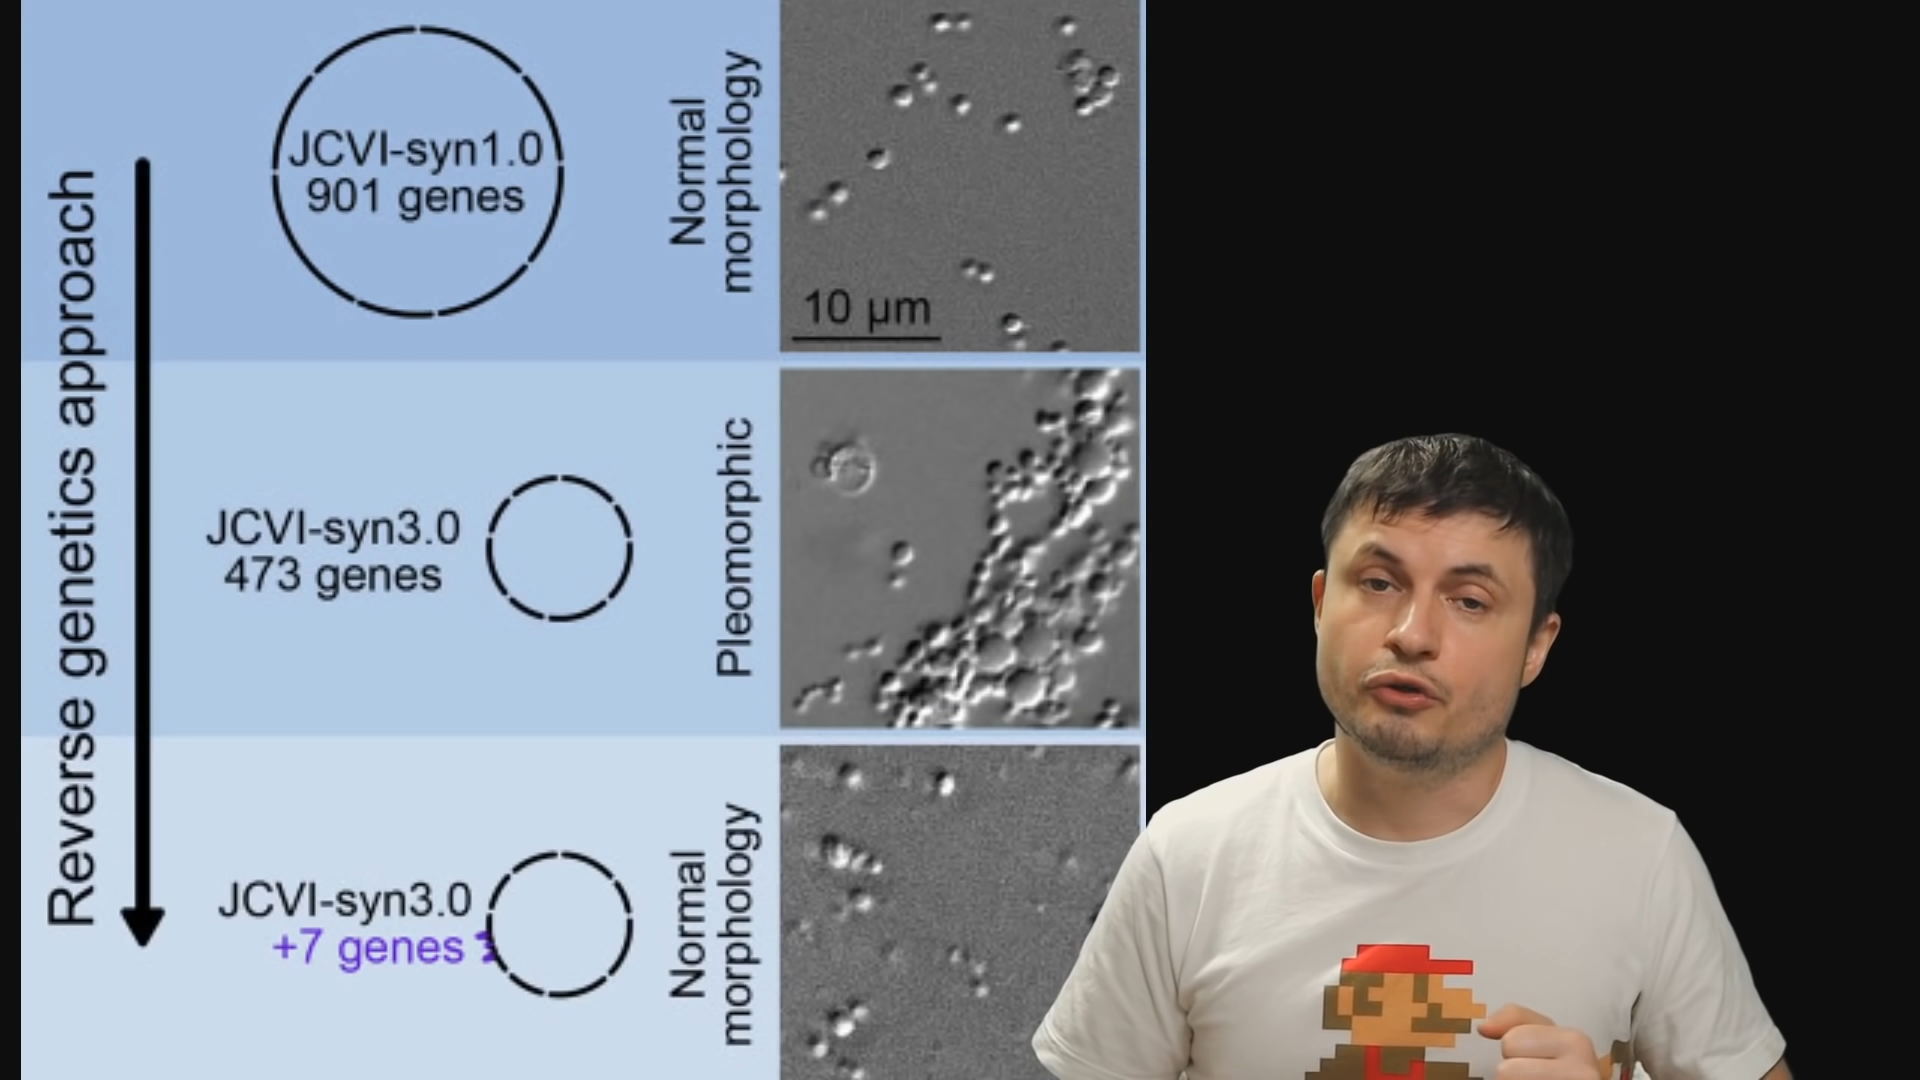 Reverse genetics approach
JCVI-syn1.0
901 genes
Normal
morphology
10 µm
JCVI-syn3.0
473 genes
Pleomorphic
JCVI-syn3.0
+7 genes
Normal
morphology